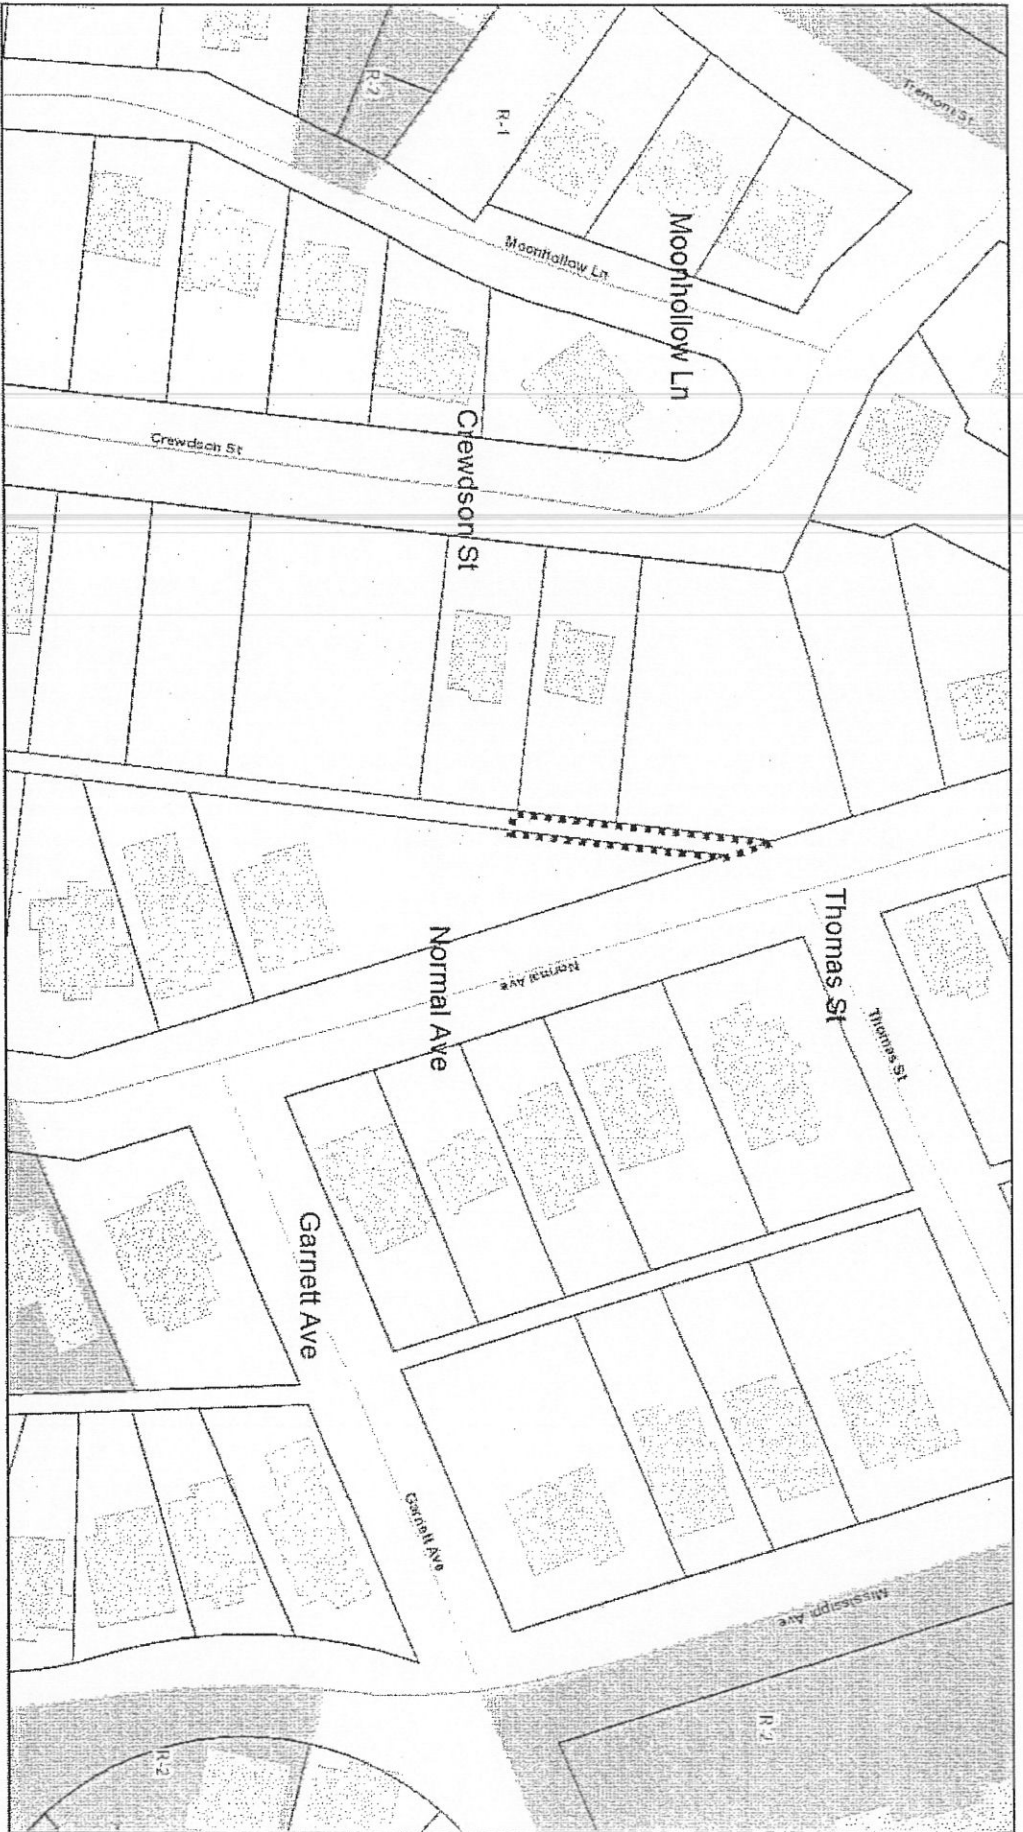 Tremont St
R-2
R-1
Moonhollow Ln
Moonhollow Ln
Crewdson St
Crewdson St
Thomas St
Thomas St
Normal Ave
Normal Ave
Garnett Ave
Garnett Ave
Mississippi Ave
R-2
R-2